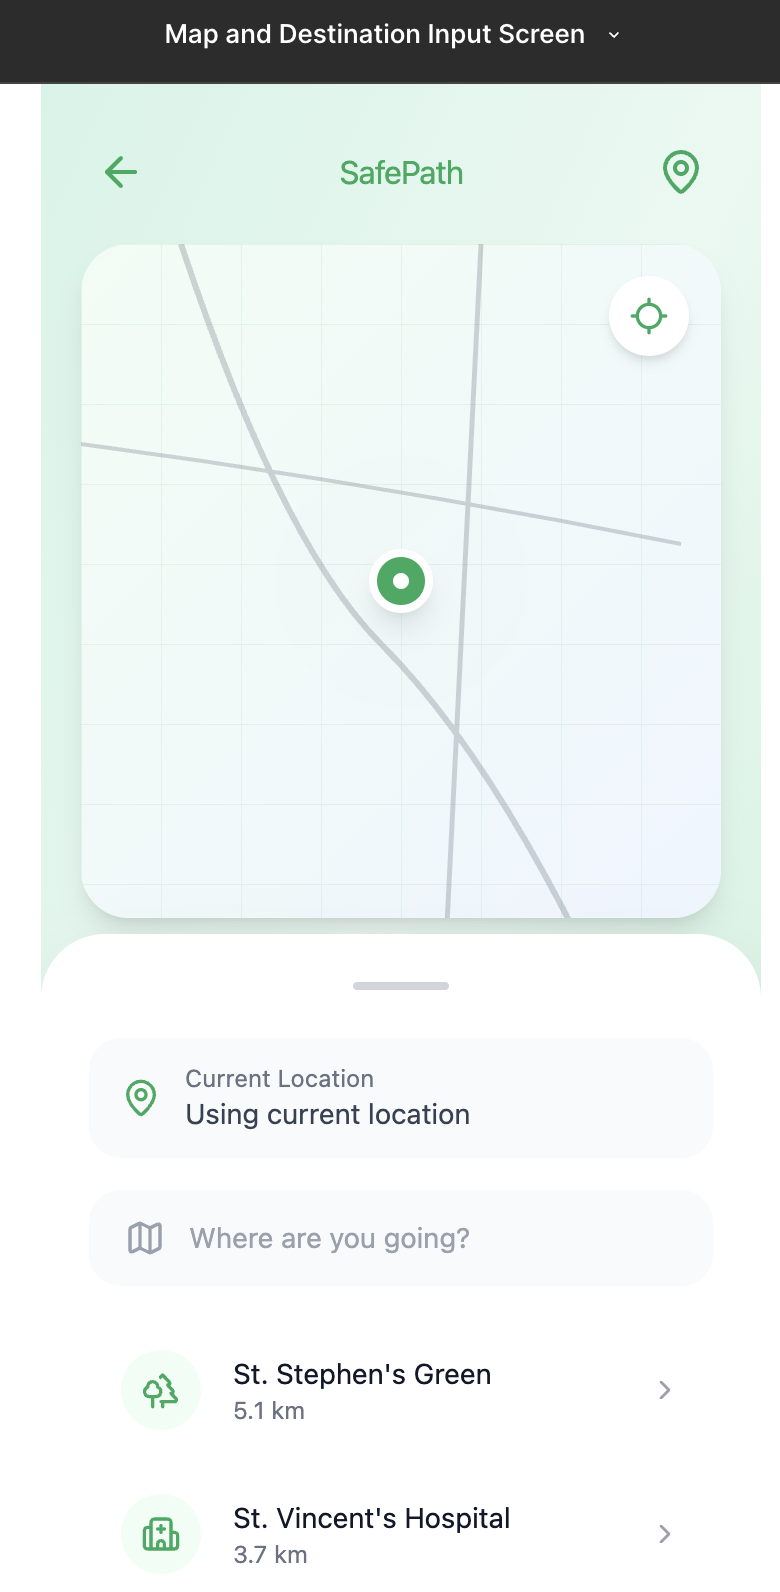 Map and Destination Input Screen
SafePath
Current Location
Using current location
Where are you going?
St. Stephen's Green
5.1 km
St. Vincent's Hospital
3.7 km